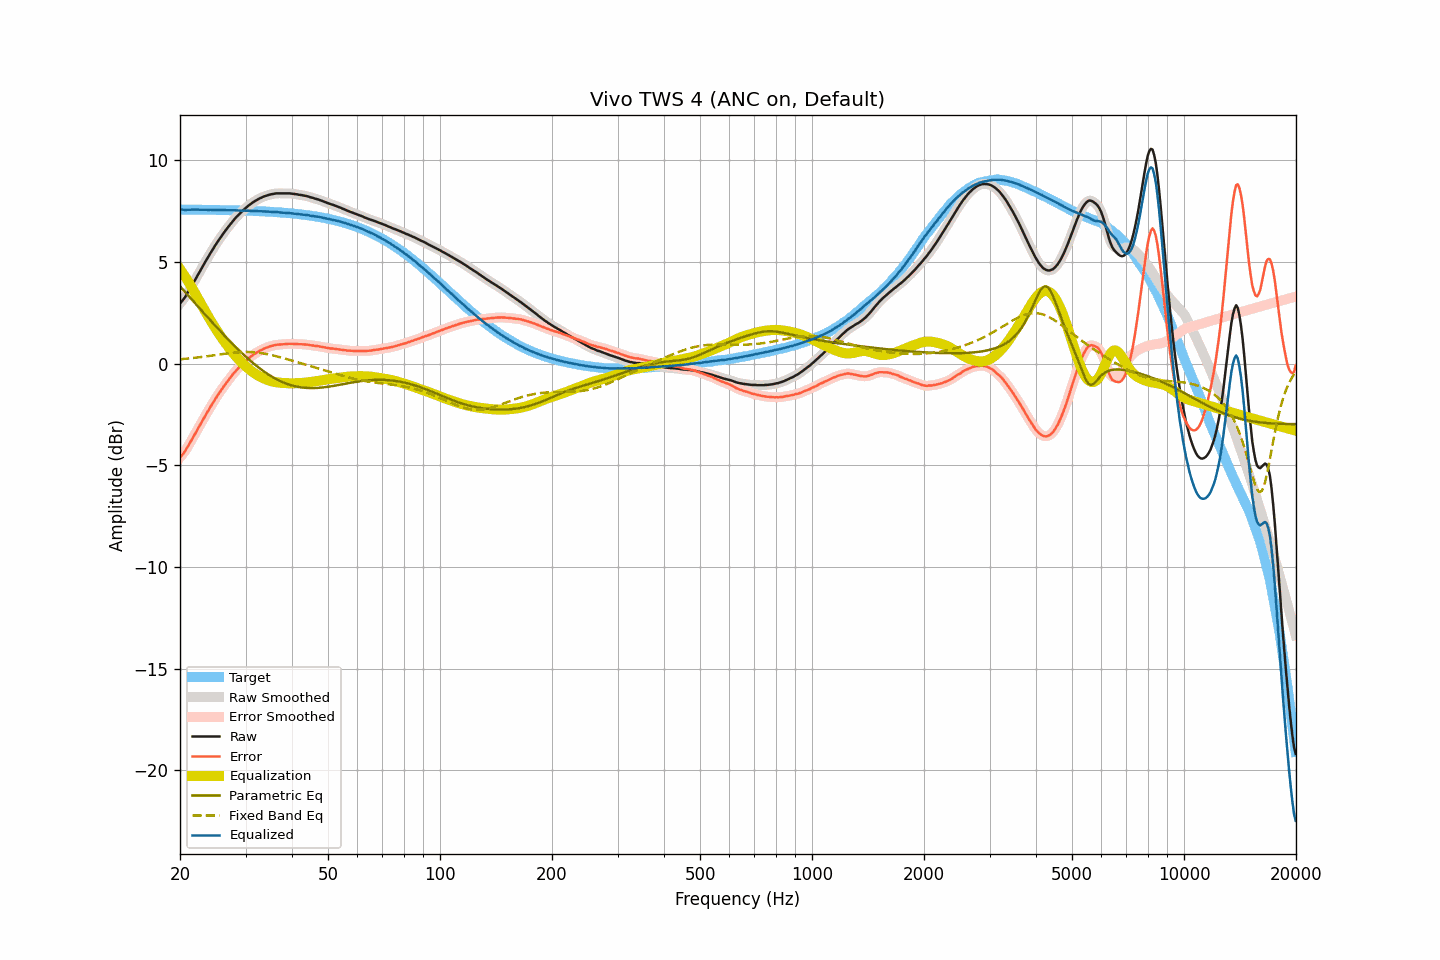 Vivo TWS 4 (ANC on, Default)
10
5
0
−5
−10
−15
−20
Amplitude (dBr)
Target
Raw Smoothed
Error Smoothed
Raw
Error
Equalization
Parametric Eq
Fixed Band Eq
Equalized
20 50 100 200 500 1000 2000 5000 10000 20000
Frequency (Hz)